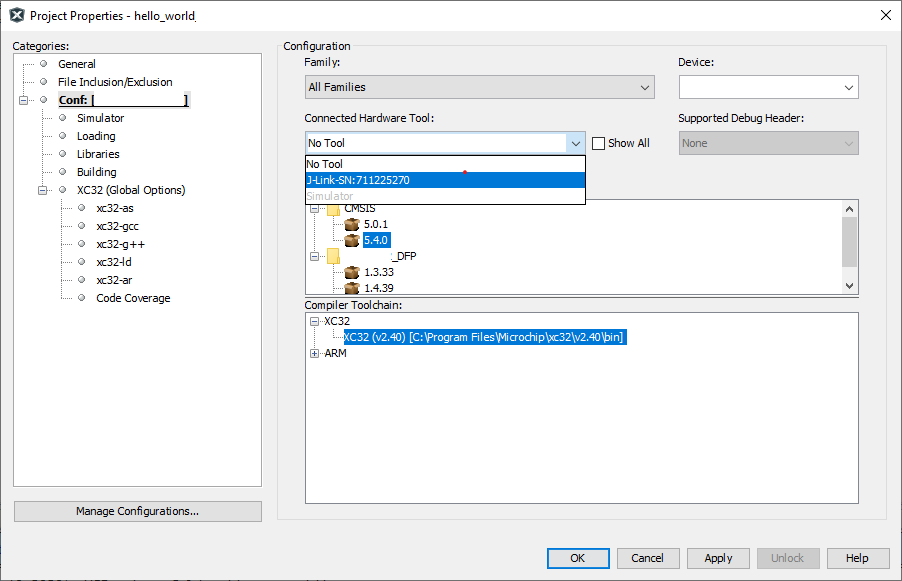 Project Properties - hello_world
Categories:
General
File Inclusion/Exclusion
Conf: [ ]
Simulator
Loading
Libraries
Building
XC32 (Global Options)
xc32-as
xc32-gcc
xc32-g++
xc32-ld
xc32-ar
Code Coverage
Manage Configurations...
Configuration
Family:
Device:
All Families
Connected Hardware Tool:
Supported Debug Header:
No Tool
Show All
None
No Tool
J-Link-SN:711225270
Simulator
CMSIS
5.0.1
5.4.0
_DFP
1.3.33
1.4.39
Compiler Toolchain:
XC32
XC32 (v2.40) [C:\Program Files\Microchip\xc32\v2.40\bin]
ARM
OK
Cancel
Apply
Unlock
Help